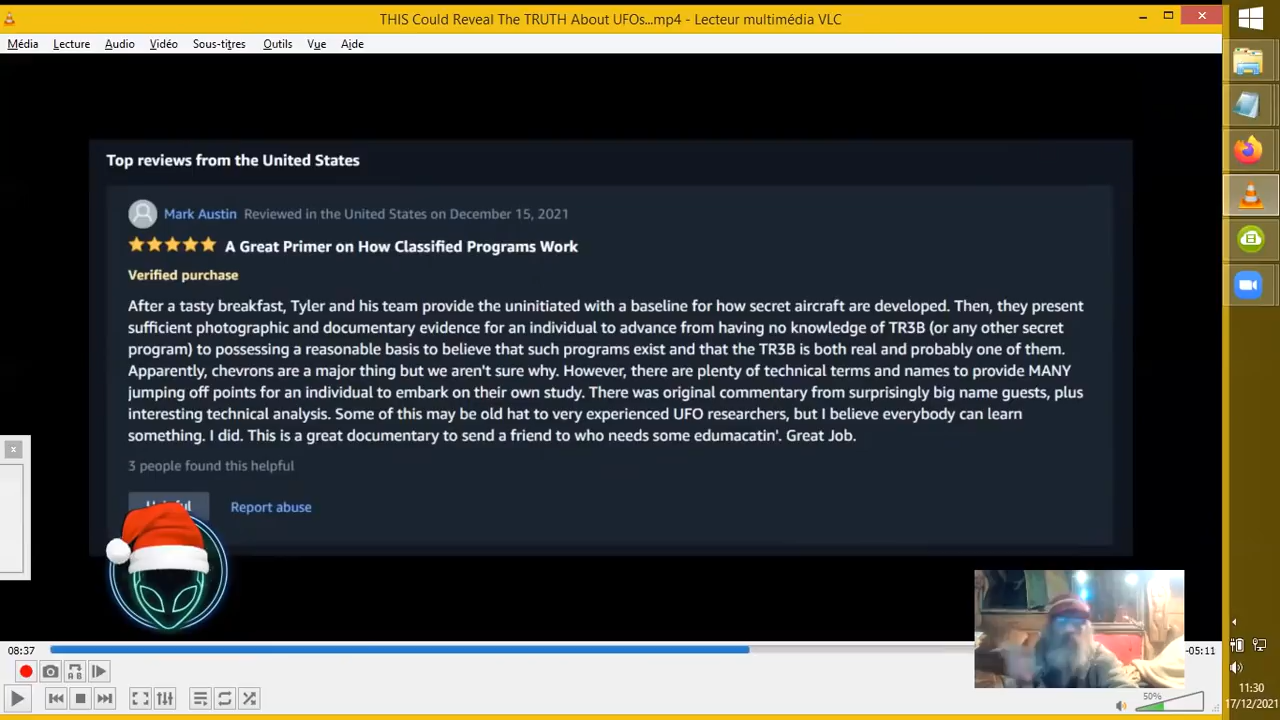 THIS Could Reveal The TRUTH About UFOs...mp4 - Lecteur multimédia VLC
Média Lecture Audio Vidéo Sous-titres Outils Vue Aide
Top reviews from the United States
Mark Austin Reviewed in the United States on December 15, 2021
A Great Primer on How Classified Programs Work
Verified purchase
After a tasty breakfast, Tyler and his team provide the uninitiated with a baseline for how secret aircraft are developed. Then, they present
sufficient photographic and documentary evidence for an individual to advance from having no knowledge of TR3B (or any other secret
program) to possessing a reasonable basis to believe that such programs exist and that the TR3B is both real and probably one of them.
Apparently, chevrons are a major thing but we aren't sure why. However, there are plenty of technical terms and names to provide MANY
jumping off points for an individual to embark on their own study. There was original commentary from surprisingly big name guests, plus
interesting technical analysis. Some of this may be old hat to very experienced UFO researchers, but I believe everybody can learn
something. I did. This is a great documentary to send a friend to who needs some edumacatin'. Great Job.
3 people found this helpful
Helpful Report abuse
08:37 -05:11
A B
50%
11:30
17/12/2021